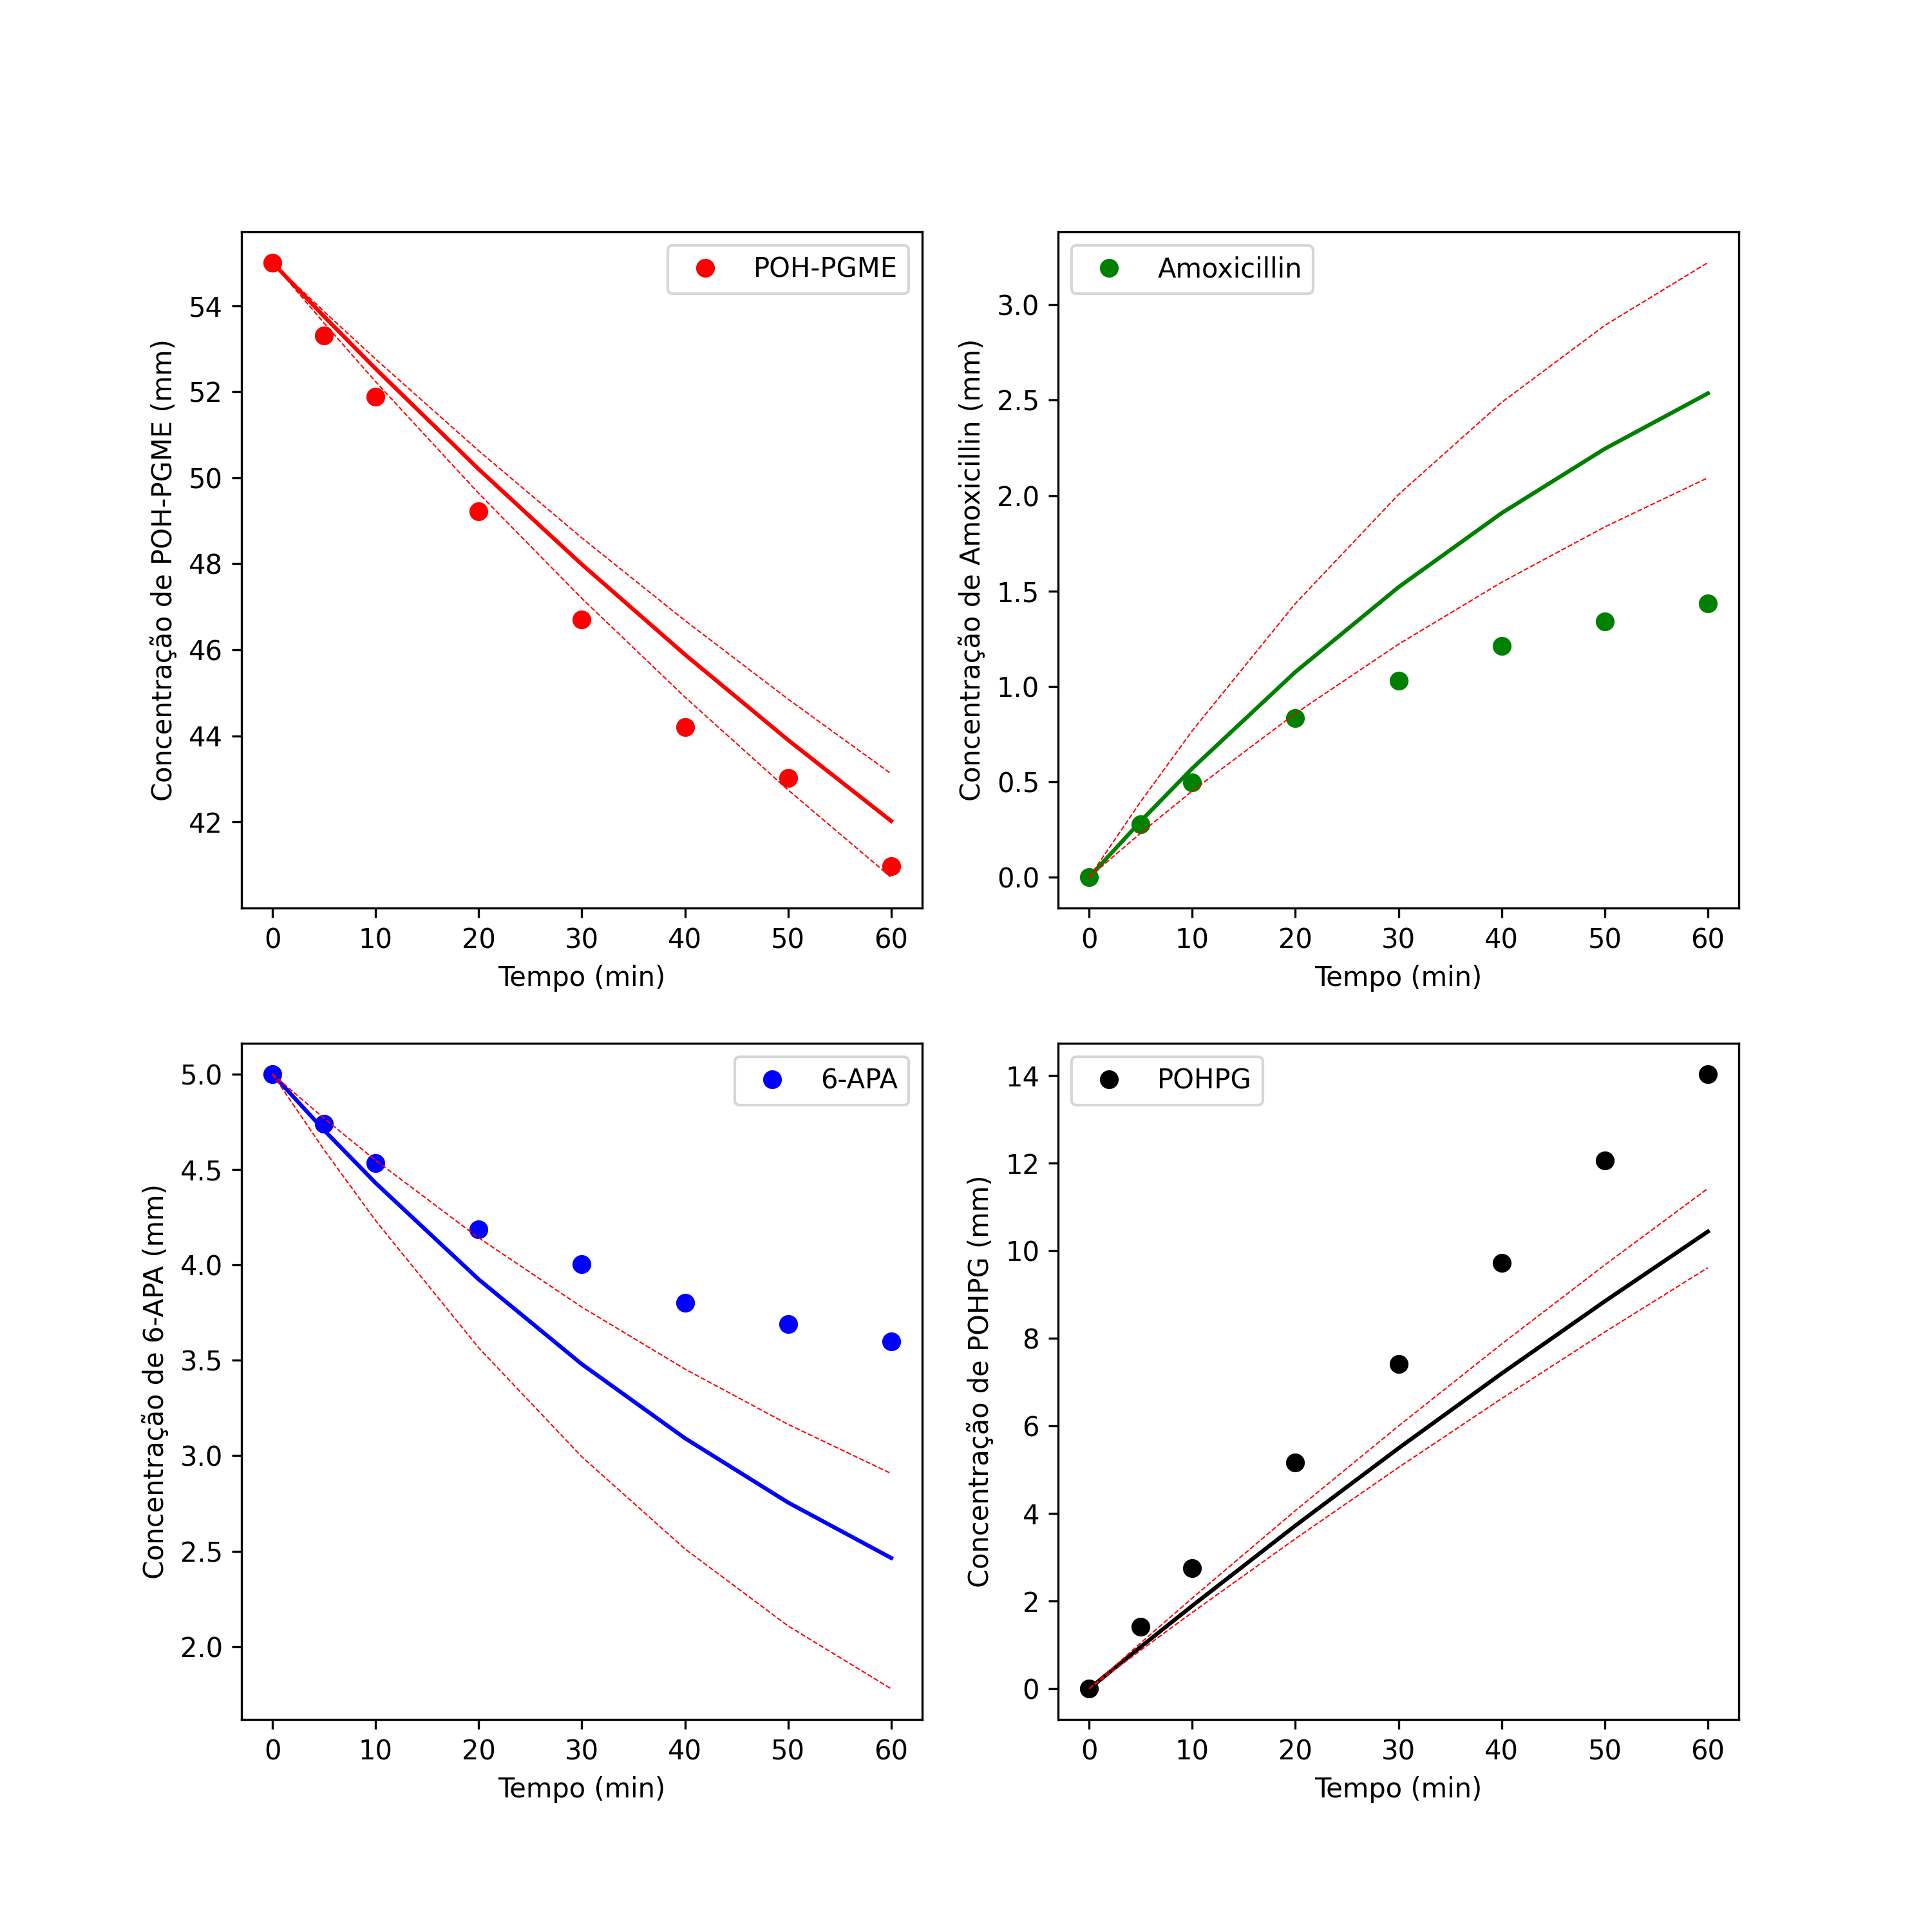 POH-PGME
54
52
50
48
46
44
42
Concentração de POH-PGME (mm)
0 10 20 30 40 50 60
Tempo (min)
Amoxicillin
3.0
2.5
2.0
1.5
1.0
0.5
0.0
Concentração de Amoxicillin (mm)
0 10 20 30 40 50 60
Tempo (min)
6-APA
5.0
4.5
4.0
3.5
3.0
2.5
2.0
Concentração de 6-APA (mm)
0 10 20 30 40 50 60
Tempo (min)
POHPG
14
12
10
8
6
4
2
0
Concentração de POHPG (mm)
0 10 20 30 40 50 60
Tempo (min)